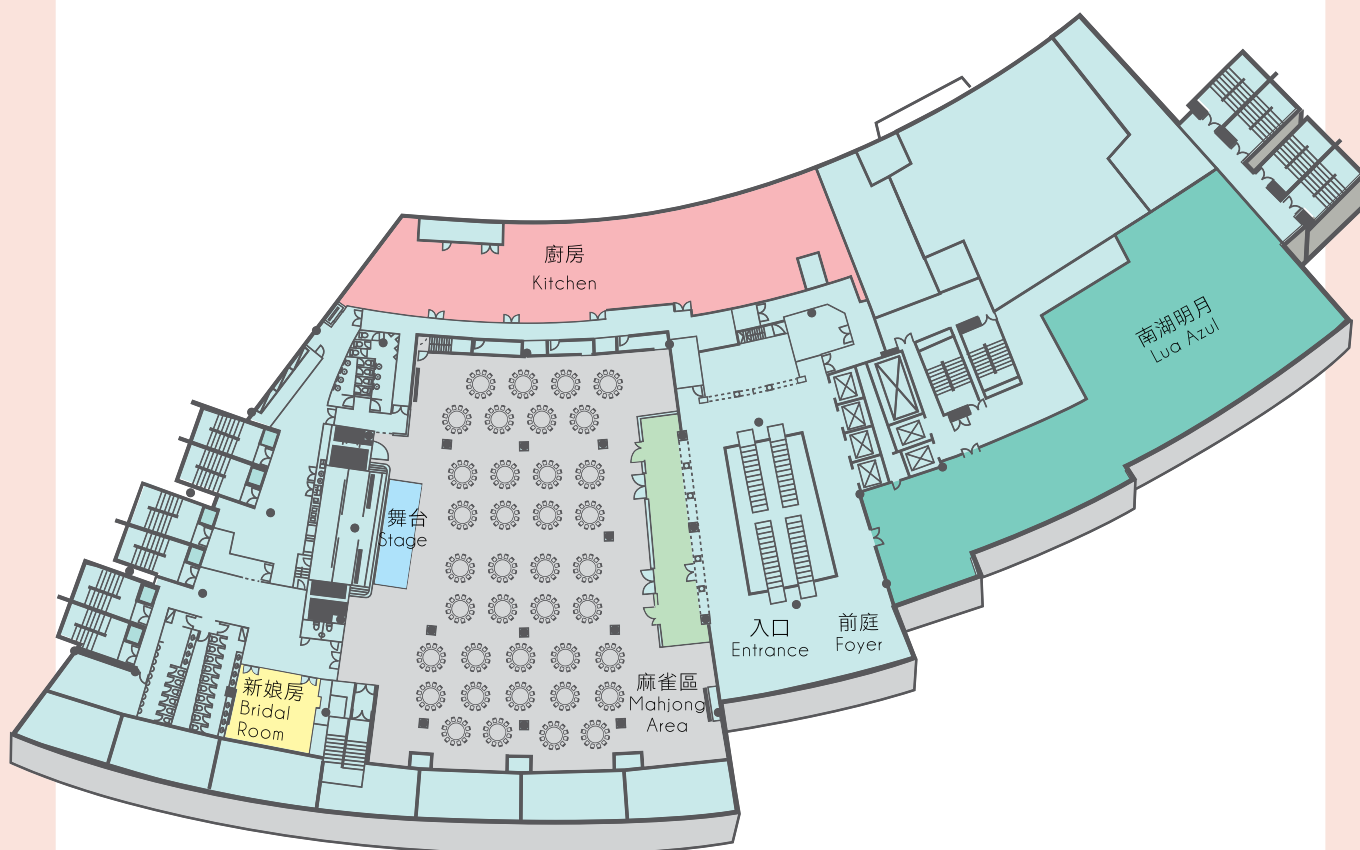 廚房
Kitchen
南湖明月
Lua Azul
舞台
Stage
入口
Entrance
前庭
Foyer
麻雀區
Mahjong
Area
新娘房
Bridal
Room